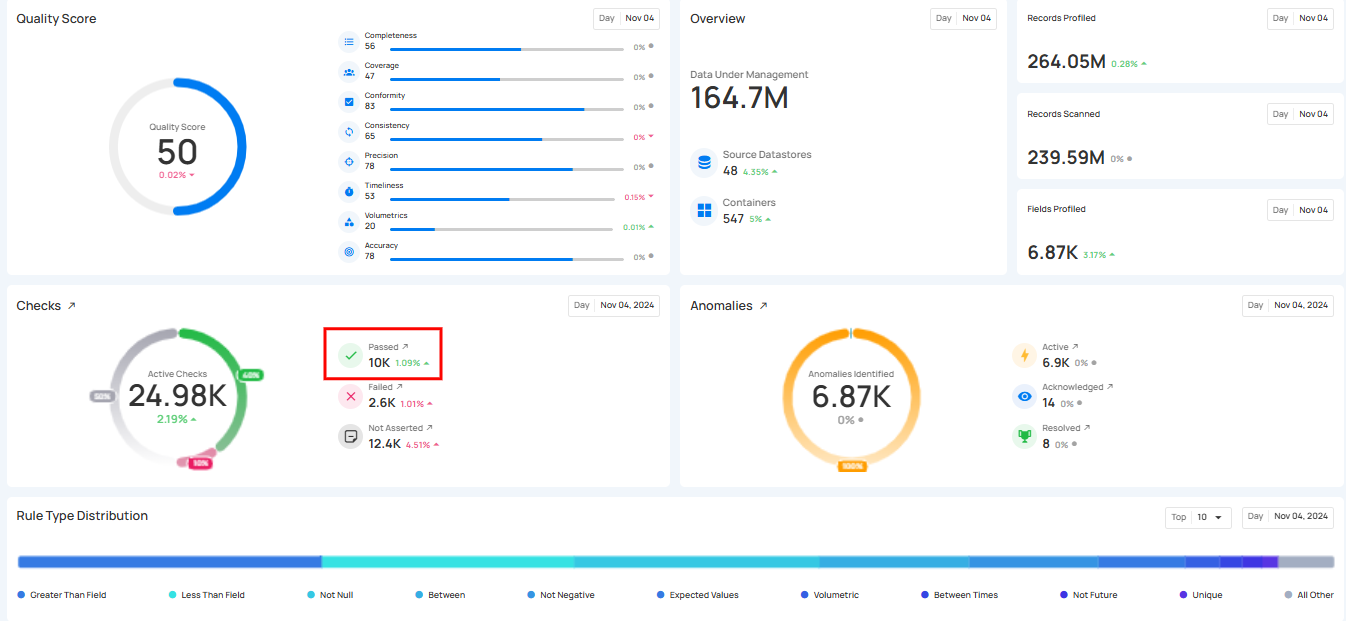 Quality Score
Day Nov 04
Quality Score
50
0.02%
Completeness
56
0%
Coverage
47
0%
Conformity
83
0%
Consistency
65
0%
Precision
78
0%
Timeliness
53
0.15%
Volumetrics
20
0.01%
Accuracy
78
0%
Overview
Day Nov 04
Data Under Management
164.7M
Source Datastores
48 4.35%
Containers
547 5%
Records Profiled
Day Nov 04
264.05M 0.28%
Records Scanned
Day Nov 04
239.59M 0%
Fields Profiled
Day Nov 04
6.87K 3.17%
Checks
Day Nov 04, 2024
Active Checks
24.98K
2.19%
40%
50%
10%
Passed
10K 1.09%
Failed
2.6K 1.01%
Not Asserted
12.4K 4.51%
Anomalies
Day Nov 04, 2024
Anomalies Identified
6.87K
0%
100%
Active
6.9K 0%
Acknowledged
14 0%
Resolved
8 0%
Rule Type Distribution
Top 10
Day Nov 04, 2024
Greater Than Field Less Than Field Not Null Between Not Negative Expected Values Volumetric Between Times Not Future Unique All Other